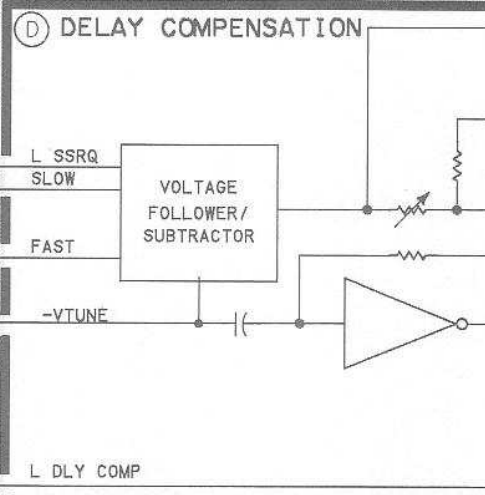 D DELAY COMPENSATION
L SSRQ
SLOW
VOLTAGE
FOLLOWER/
SUBTRACTOR
FAST
-VTUNE
L DLY COMP